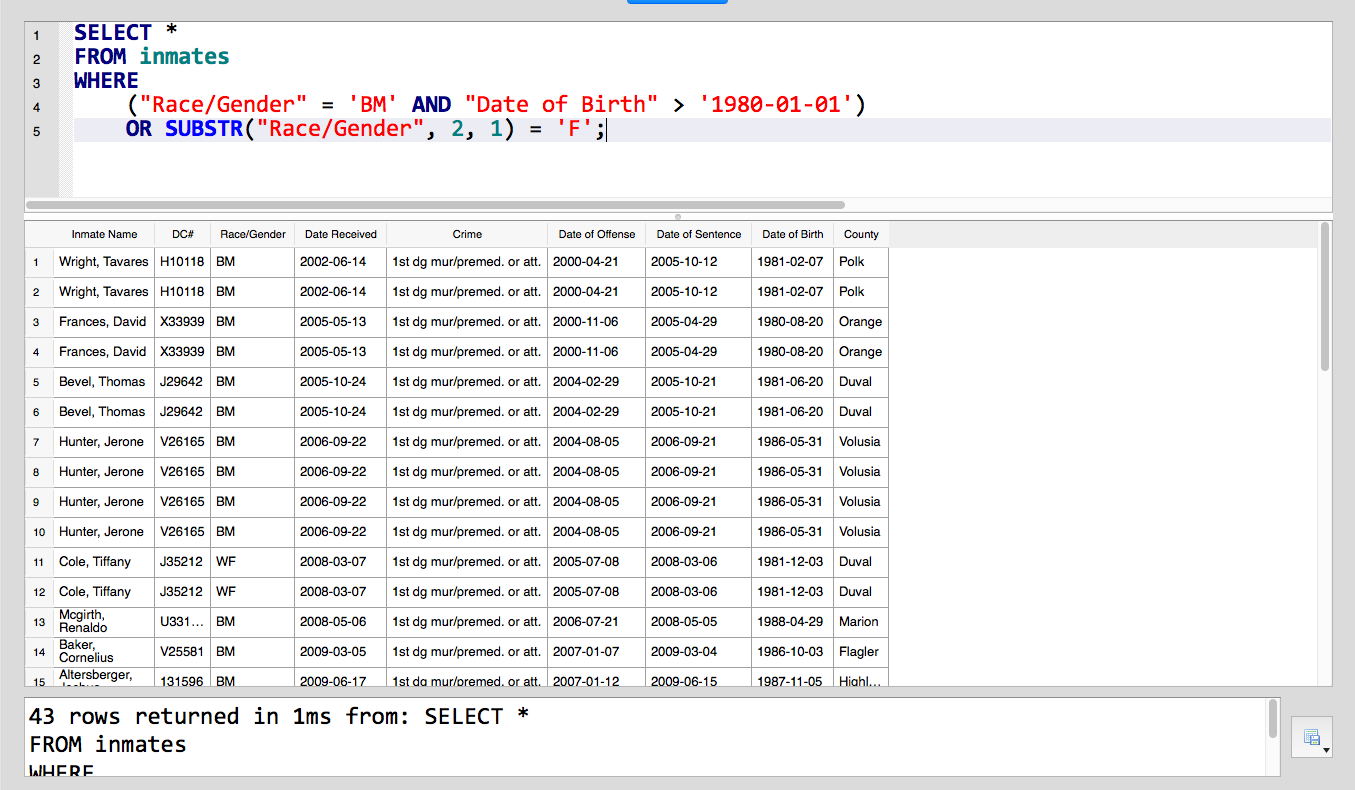 1 SELECT *
2 FROM inmates
3 WHERE
4 ("Race/Gender" = 'BM' AND "Date of Birth" > '1980-01-01')
5 OR SUBSTR("Race/Gender", 2, 1) = 'F';
Inmate Name DC# Race/Gender Date Received Crime Date of Offense Date of Sentence Date of Birth County
1 Wright, Tavares H10118 BM 2002-06-14 1st dg mur/premed. or att. 2000-04-21 2005-10-12 1981-02-07 Polk
2 Wright, Tavares H10118 BM 2002-06-14 1st dg mur/premed. or att. 2000-04-21 2005-10-12 1981-02-07 Polk
3 Frances, David X33939 BM 2005-05-13 1st dg mur/premed. or att. 2000-11-06 2005-04-29 1980-08-20 Orange
4 Frances, David X33939 BM 2005-05-13 1st dg mur/premed. or att. 2000-11-06 2005-04-29 1980-08-20 Orange
5 Bevel, Thomas J29642 BM 2005-10-24 1st dg mur/premed. or att. 2004-02-29 2005-10-21 1981-06-20 Duval
6 Bevel, Thomas J29642 BM 2005-10-24 1st dg mur/premed. or att. 2004-02-29 2005-10-21 1981-06-20 Duval
7 Hunter, Jerone V26165 BM 2006-09-22 1st dg mur/premed. or att. 2004-08-05 2006-09-21 1986-05-31 Volusia
8 Hunter, Jerone V26165 BM 2006-09-22 1st dg mur/premed. or att. 2004-08-05 2006-09-21 1986-05-31 Volusia
9 Hunter, Jerone V26165 BM 2006-09-22 1st dg mur/premed. or att. 2004-08-05 2006-09-21 1986-05-31 Volusia
10 Hunter, Jerone V26165 BM 2006-09-22 1st dg mur/premed. or att. 2004-08-05 2006-09-21 1986-05-31 Volusia
11 Cole, Tiffany J35212 WF 2008-03-07 1st dg mur/premed. or att. 2005-07-08 2008-03-06 1981-12-03 Duval
12 Cole, Tiffany J35212 WF 2008-03-07 1st dg mur/premed. or att. 2005-07-08 2008-03-06 1981-12-03 Duval
13 Mcgirth, Renaldo U331... BM 2008-05-06 1st dg mur/premed. or att. 2006-07-21 2008-05-05 1988-04-29 Marion
14 Baker, Cornelius V25581 BM 2009-03-05 1st dg mur/premed. or att. 2007-01-07 2009-03-04 1986-10-03 Flagler
15 Altersberger, 131596 BM 2009-06-17 1st dg mur/premed. or att. 2007-01-12 2009-06-15 1987-11-05 Highl...
43 rows returned in 1ms from: SELECT *
FROM inmates
WHERE